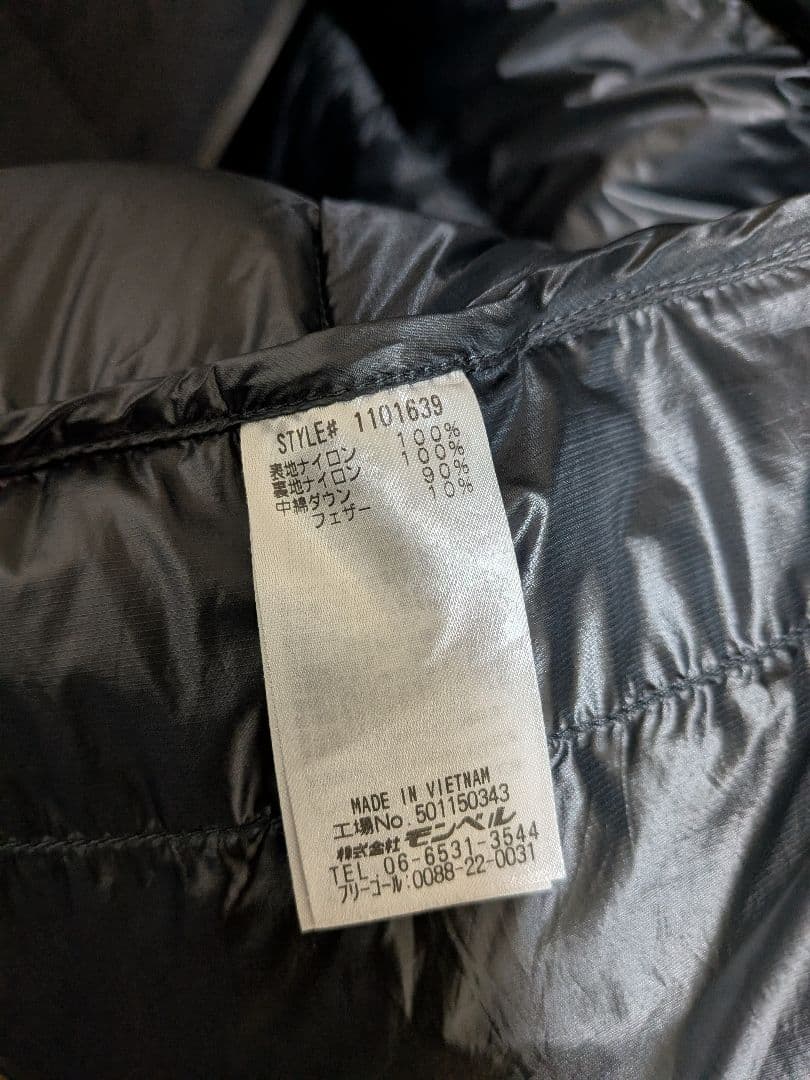 STYLE# 1101639
表地ナイロン 100%
裏地ナイロン 100%
中綿ダウン 90%
フェザー 10%
MADE IN VIETNAM
工場No.501150343
株式会社 モンベル
TEL 06-6531-3544
フリーコール:0088-22-0031